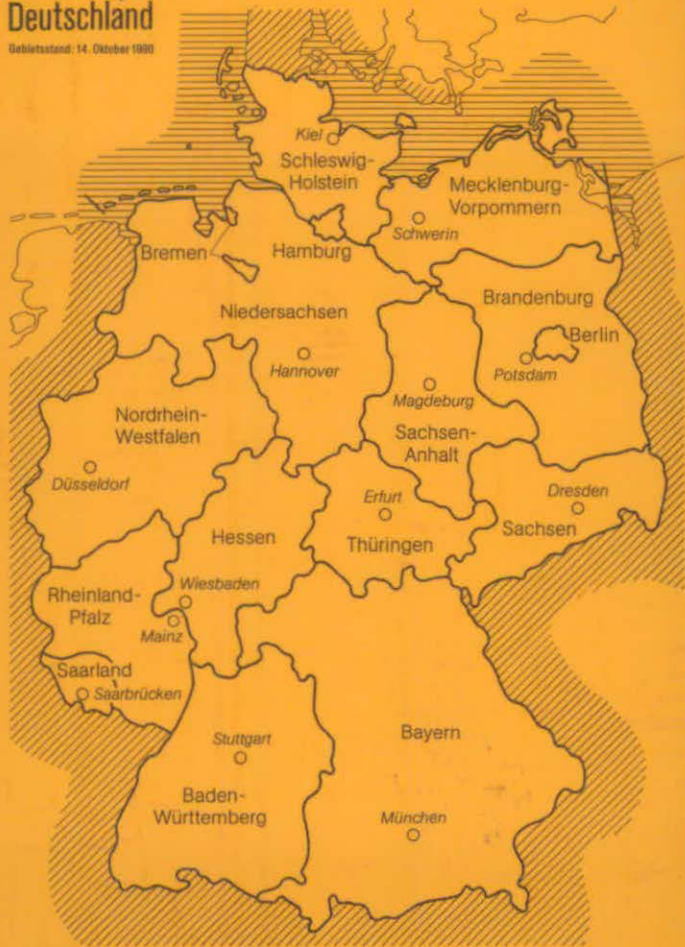 Deutschland
Gebietsstand: 14. Oktober 1990
Kiel
Schleswig-
Holstein
Mecklenburg-
Vorpommern
Schwerin
Bremen
Hamburg
Niedersachsen
Brandenburg
Berlin
Hannover
Potsdam
Magdeburg
Nordrhein-
Westfalen
Sachsen-
Anhalt
Düsseldorf
Erfurt
Dresden
Hessen
Thüringen
Sachsen
Wiesbaden
Rheinland-
Pfalz
Mainz
Saarland
Saarbrücken
Stuttgart
Bayern
Baden-
Württemberg
München